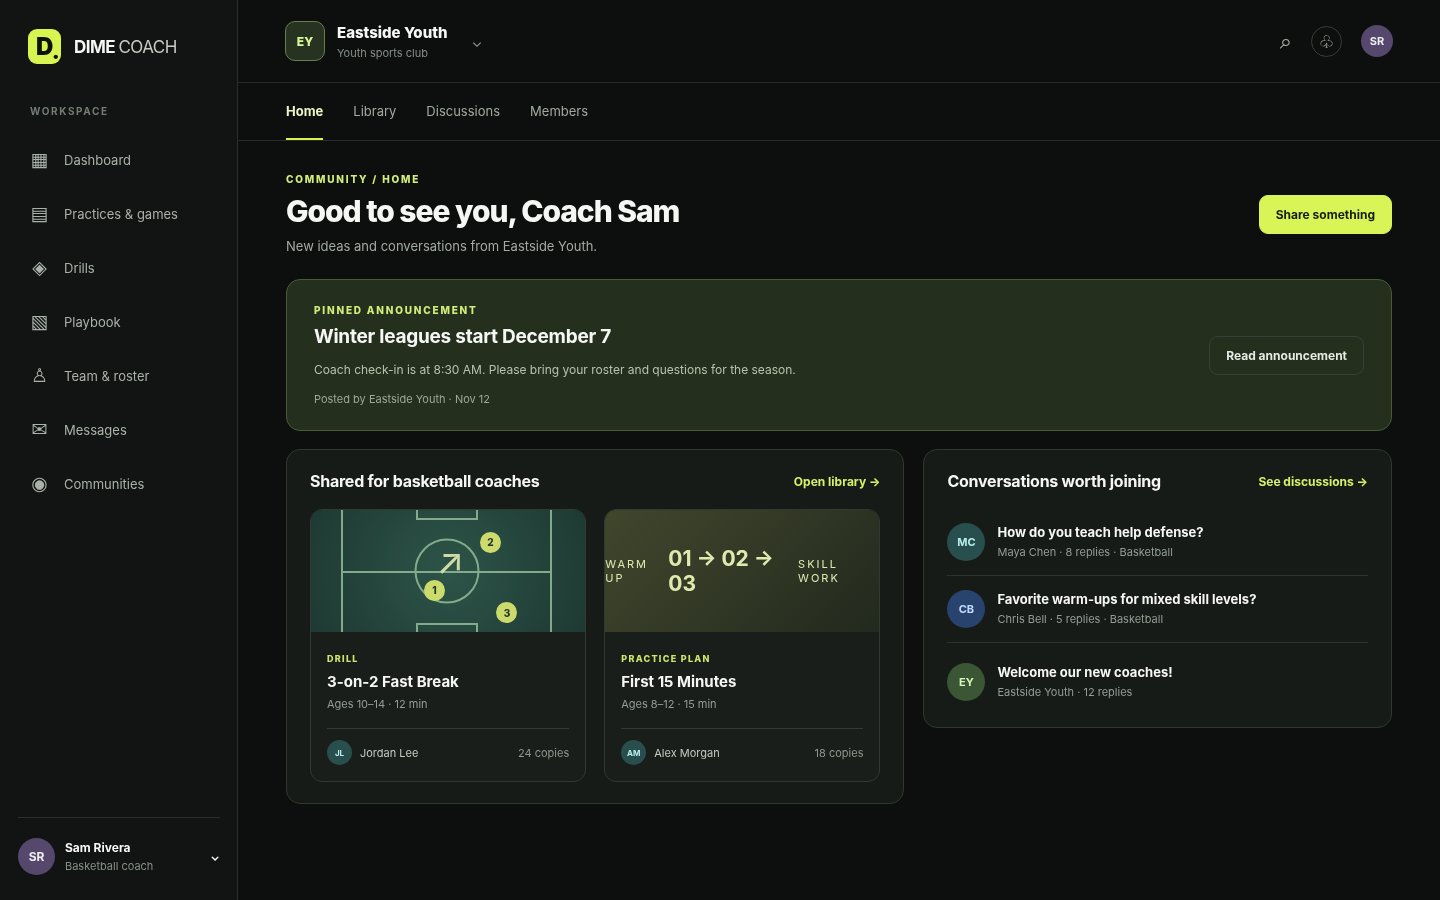 D.
DIME COACH
WORKSPACE
Dashboard
Practices & games
Drills
Playbook
Team & roster
Messages
Communities
SR
Sam Rivera
Basketball coach
EY
Eastside Youth
Youth sports club
SR
Home
Library
Discussions
Members
COMMUNITY / HOME
Good to see you, Coach Sam
New ideas and conversations from Eastside Youth.
Share something
PINNED ANNOUNCEMENT
Winter leagues start December 7
Coach check-in is at 8:30 AM. Please bring your roster and questions for the season.
Posted by Eastside Youth · Nov 12
Read announcement
Shared for basketball coaches
Open library →
2
1
3
DRILL
3-on-2 Fast Break
Ages 10–14 · 12 min
JL
Jordan Lee
24 copies
WARM
UP
01 → 02 →
03
SKILL
WORK
PRACTICE PLAN
First 15 Minutes
Ages 8–12 · 15 min
AM
Alex Morgan
18 copies
Conversations worth joining
See discussions →
MC
How do you teach help defense?
Maya Chen · 8 replies · Basketball
CB
Favorite warm-ups for mixed skill levels?
Chris Bell · 5 replies · Basketball
EY
Welcome our new coaches!
Eastside Youth · 12 replies